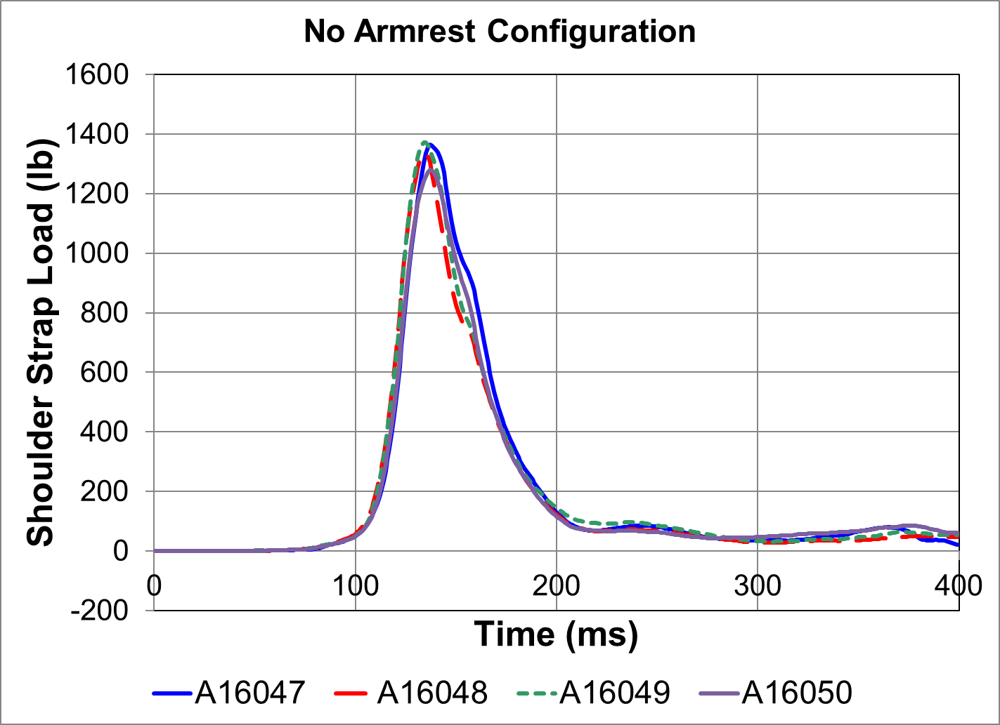 No Armrest Configuration
Shoulder Strap Load (lb)
1600
1400
1200
1000
800
600
400
200
0
-200
0 100 200 300 400
Time (ms)
A16047 A16048 A16049 A16050